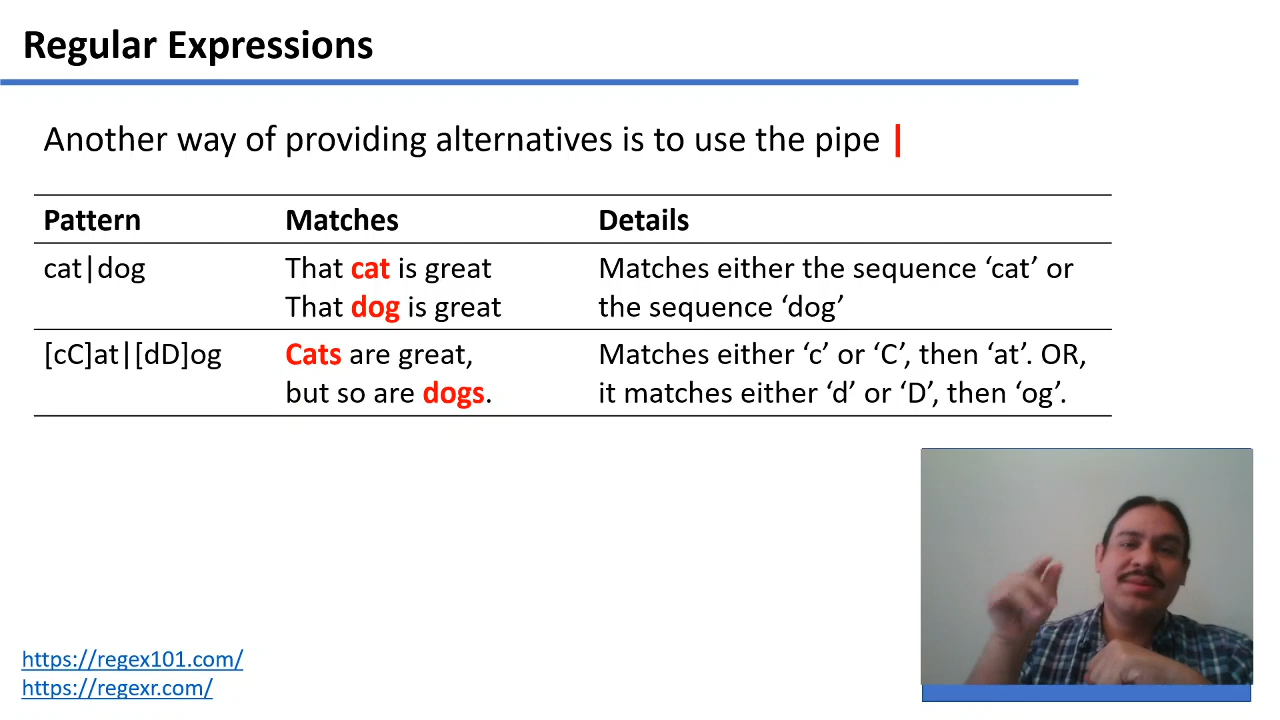 Regular Expressions
Another way of providing alternatives is to use the pipe |
Pattern Matches Details
cat|dog That cat is great Matches either the sequence ‘cat’ or
That dog is great the sequence ‘dog’
[cC]at|[dD]og Cats are great, Matches either ‘c’ or ‘C’, then ‘at’. OR,
but so are dogs. it matches either ‘d’ or ‘D’, then ‘og’.
https://regex101.com/
https://regexr.com/